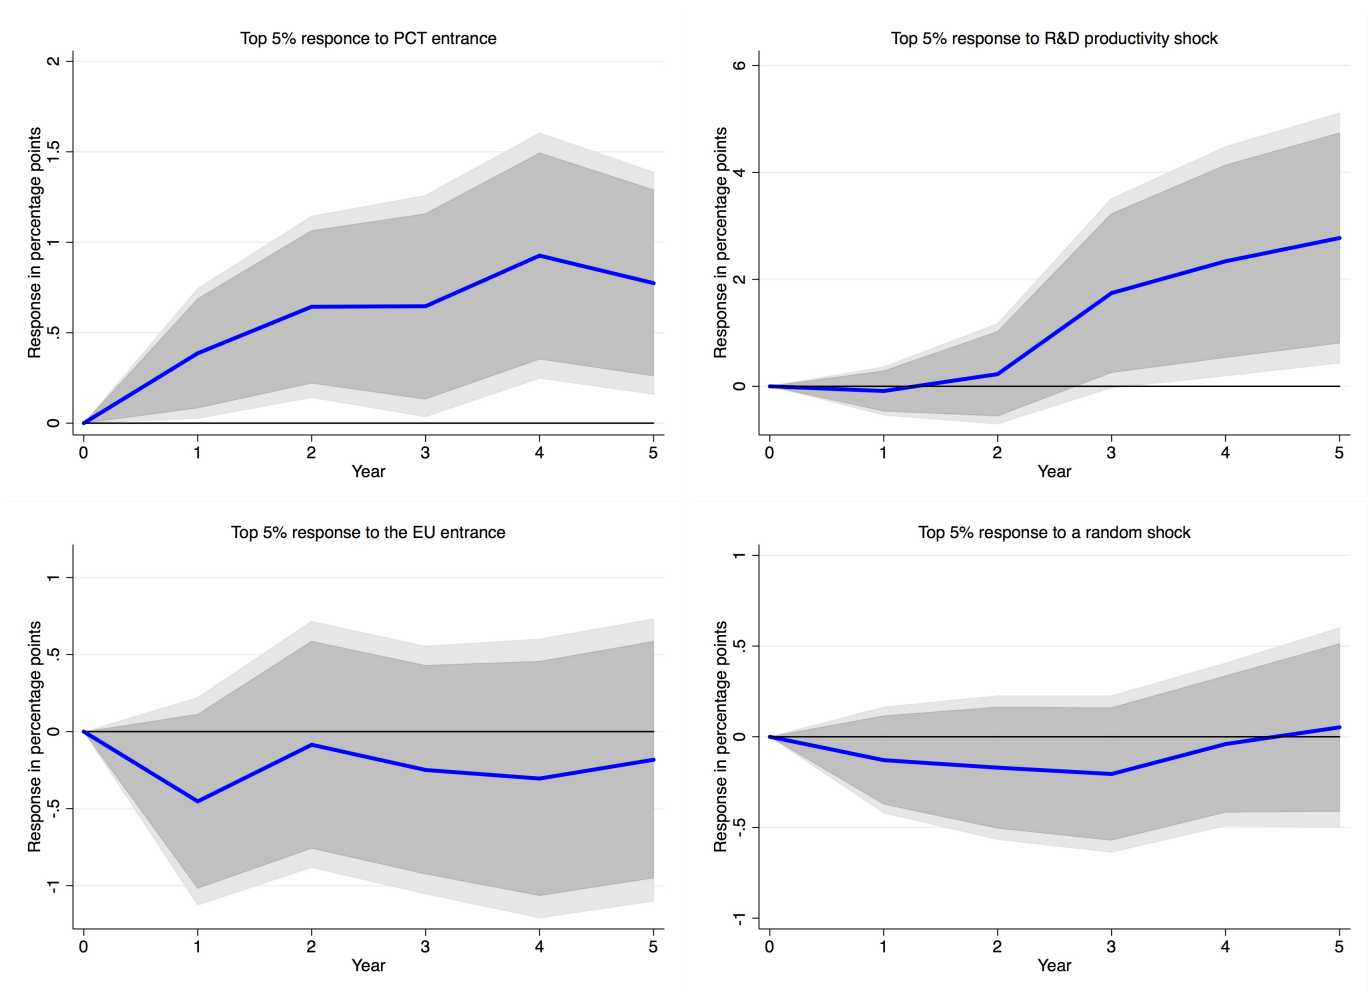 Top 5% responce to PCT entrance
Response in percentage points
2
1.5
1
.5
0
0 1 2 3 4 5
Year
Top 5% response to R&D productivity shock
Response in percentage points
6
4
2
0
0 1 2 3 4 5
Year
Top 5% response to the EU entrance
Response in percentage points
1
.5
0
-.5
-1
0 1 2 3 4 5
Year
Top 5% response to a random shock
Response in percentage points
1
.5
0
-.5
-1
0 1 2 3 4 5
Year